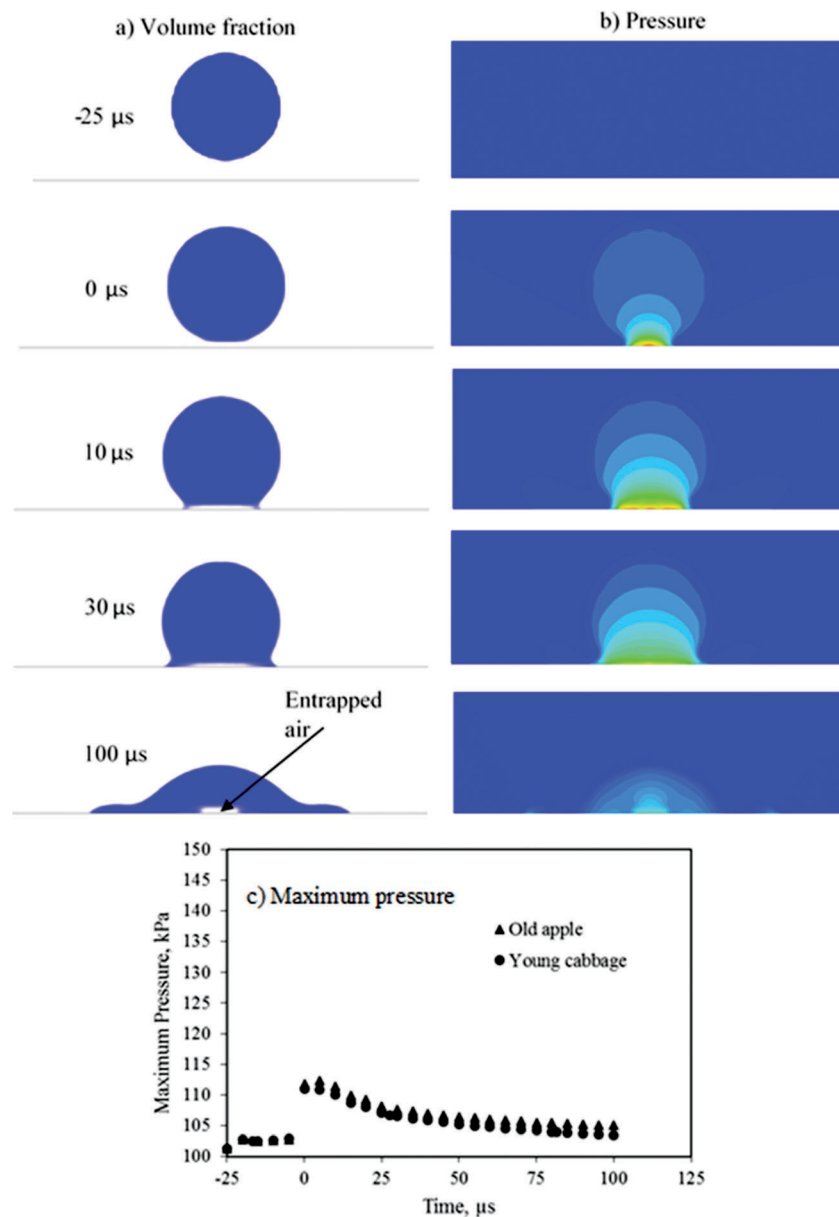 a) Volume fraction
b) Pressure
-25 µs
0 µs
10 µs
30 µs
Entrapped
air
100 µs
150
145
140
135
130
125
120
115
110
105
100
Maximum Pressure, kPa
c) Maximum pressure
Old apple
Young cabbage
-25
0
25
50
75
100
125
Time, µs